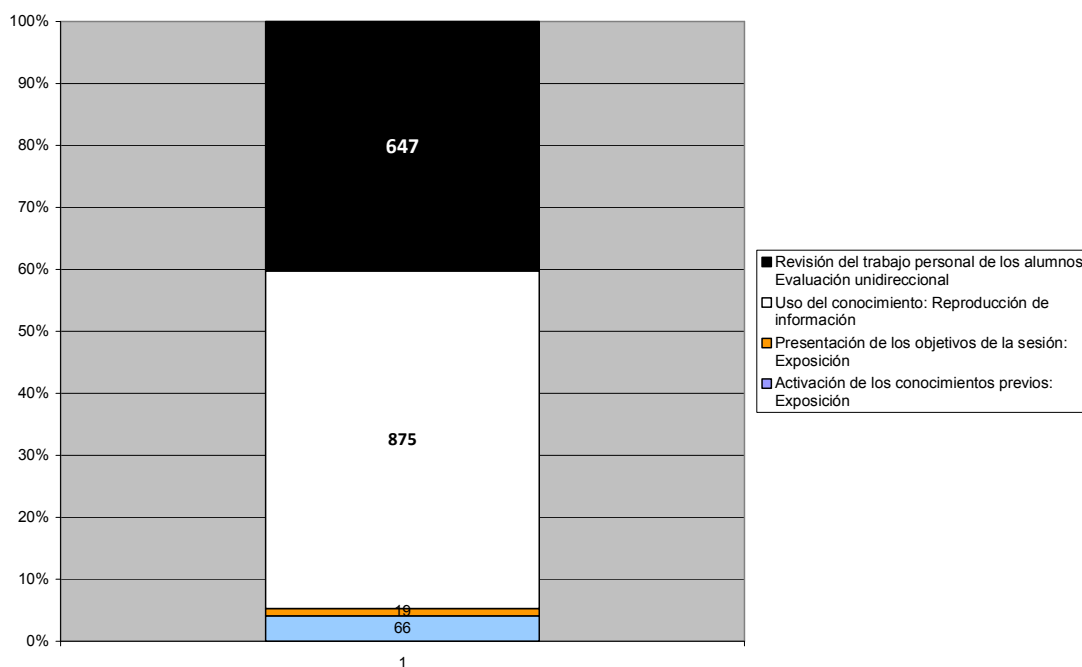 100%
90%
80%
70%
60%
50%
40%
30%
20%
10%
0%
647
875
19
66
1
Revisión del trabajo personal de los alumnos
Evaluación unidireccional
Uso del conocimiento: Reproducción de
información
Presentación de los objetivos de la sesión:
Exposición
Activación de los conocimientos previos:
Exposición